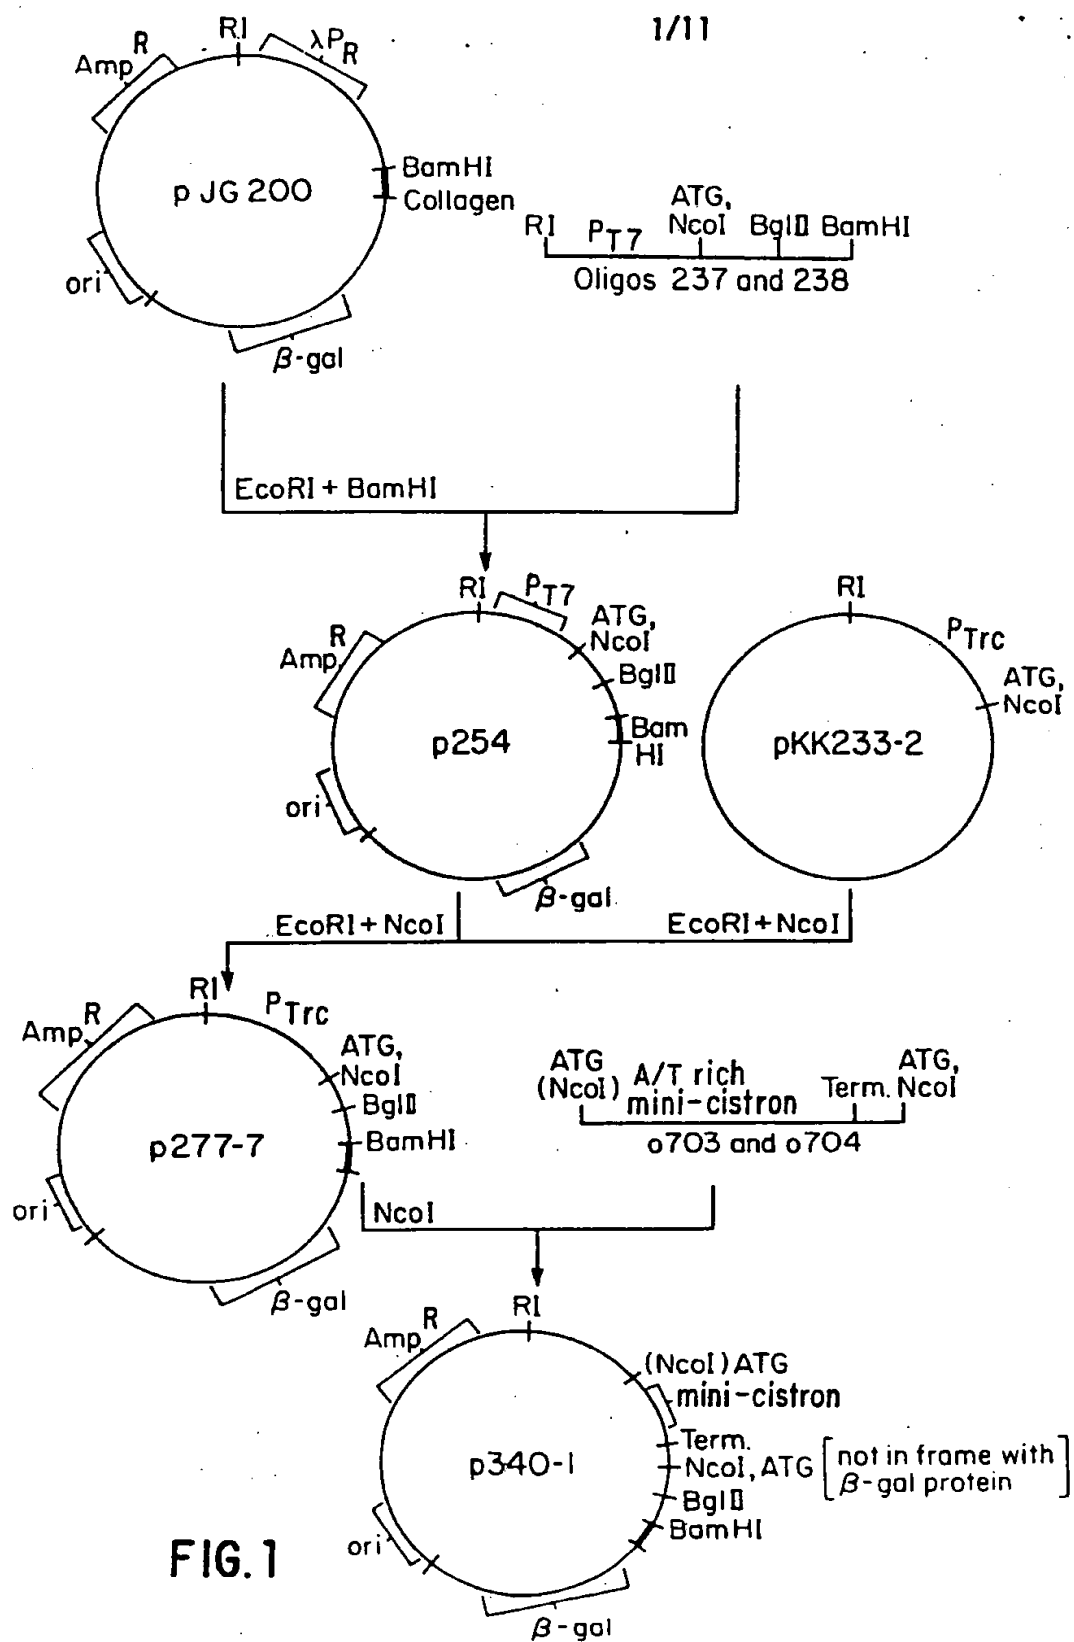 1/11
RI
λPR
AmpR
BamHI
Collagen
pJG200
ori
β-gal
RI
PT7
ATG,
NcoI
BglII
BamHI
Oligos 237 and 238
EcoRI + BamHI
RI
PT7
ATG,
NcoI
BglII
Bam
HI
AmpR
p254
ori
β-gal
RI
PTrc
ATG,
NcoI
pKK233-2
EcoRI + NcoI
EcoRI + NcoI
RI
PTrc
AmpR
ATG,
NcoI
BglII
BamHI
p277-7
ori
β-gal
ATG
(NcoI)
A/T rich
mini-cistron
Term.
ATG,
NcoI
o703 and o704
NcoI
RI
AmpR
(NcoI) ATG
mini-cistron
Term.
NcoI, ATG [not in frame with
β-gal protein]
BglII
BamHI
p340-1
ori
β-gal
FIG. 1